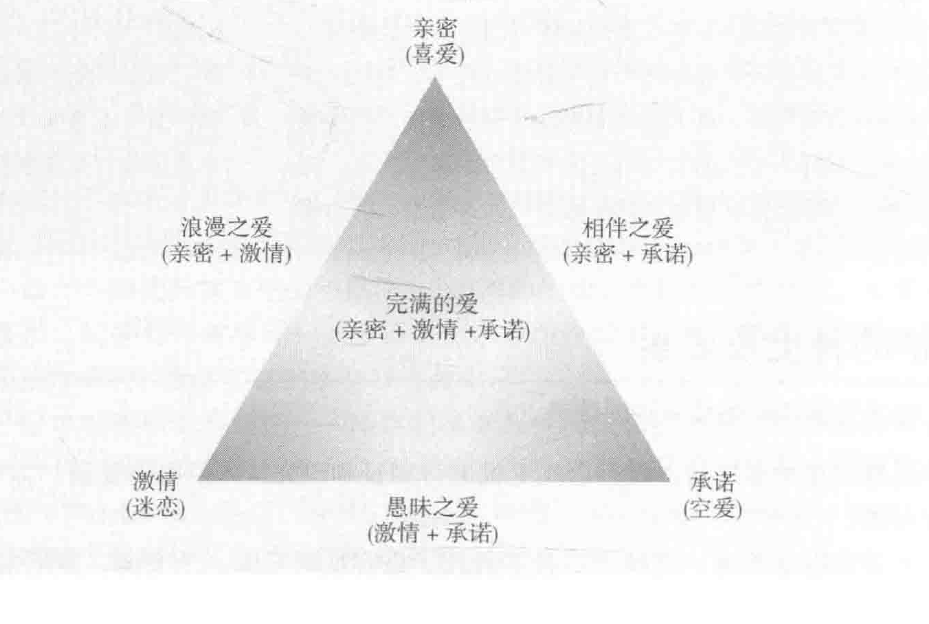 亲密
(喜爱)
浪漫之爱
(亲密 + 激情)
相伴之爱
(亲密 + 承诺)
完满的爱
(亲密 + 激情 +承诺)
激情
(迷恋)
愚昧之爱
(激情 + 承诺)
承诺
(空爱)